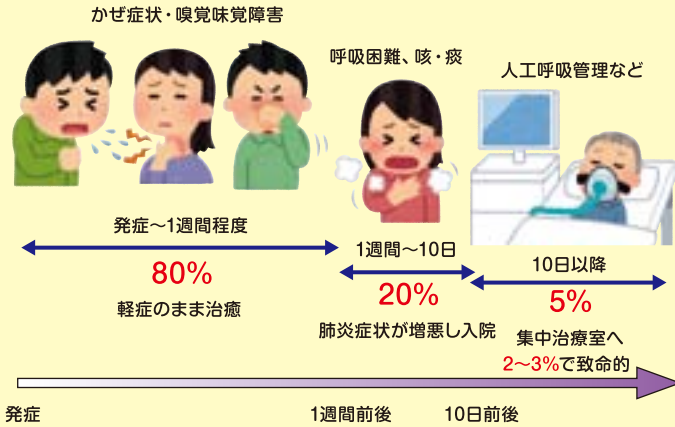 かぜ症状・嗅覚味覚障害
呼吸困難、咳・痰
人工呼吸管理など
発症～1週間程度
80%
軽症のまま治癒
1週間～10日
20%
肺炎症状が増悪し入院
10日以降
5%
集中治療室へ
2～3%で致命的
発症
1週間前後
10日前後